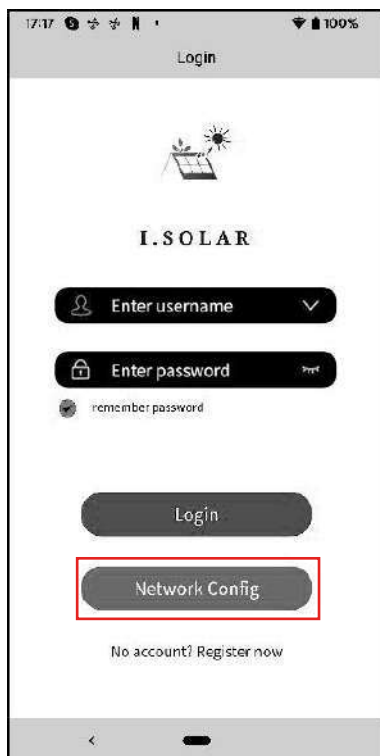 17:17 100%
Login
I.SOLAR
Enter username
Enter password
remember password
Login
Network Config
No account? Register now